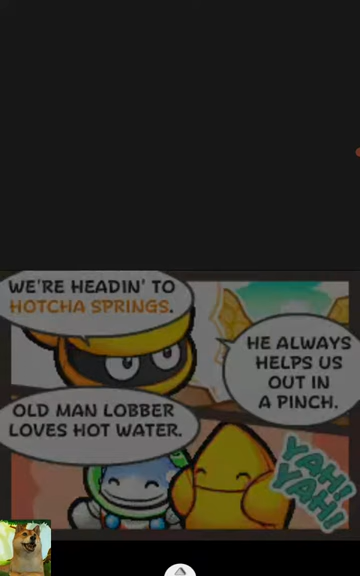 WE'RE HEADIN' TO
HOTCHA SPRINGS.
HE ALWAYS
HELPS US
OUT IN
A PINCH.
OLD MAN LOBBER
LOVES HOT WATER.
YAH!
YAH!